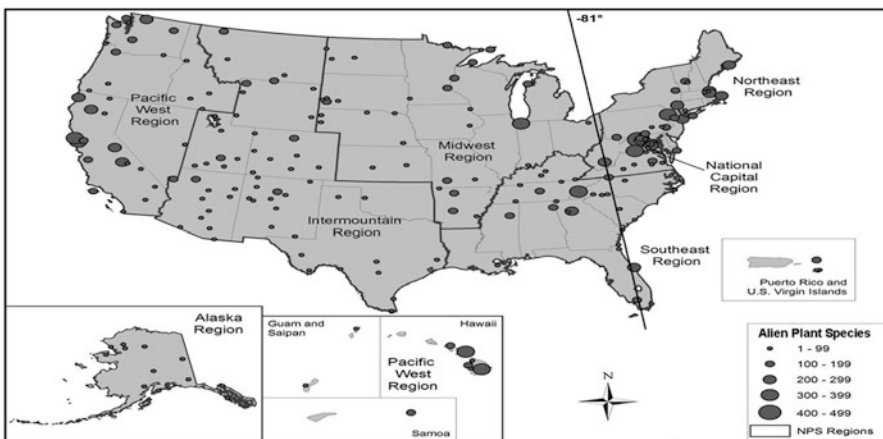 -81°
Northeast
Region
Pacific
West
Region
Midwest
Region
National
Capital
Region
Intermountain
Region
Southeast
Region
Puerto Rico and
U.S. Virgin Islands
Alaska
Region
Guam and
Saipan
Hawaii
Pacific
West
Region
Samoa
N
Alien Plant Species
1 - 99
100 - 199
200 - 299
300 - 399
400 - 499
NPS Regions